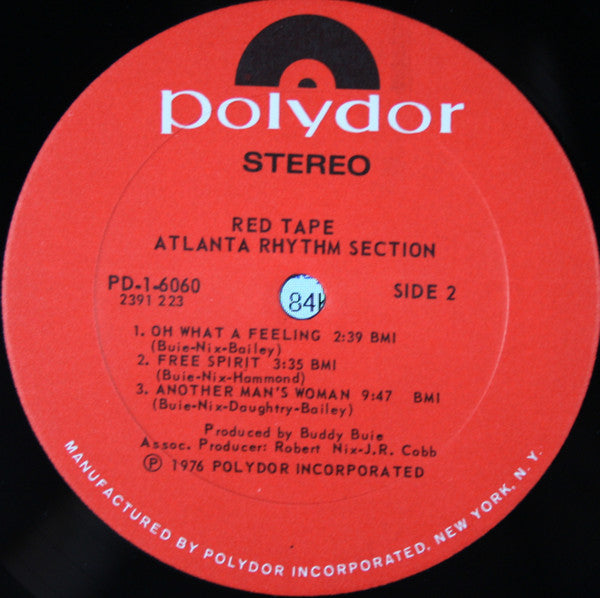 polydor
STEREO
RED TAPE
ATLANTA RHYTHM SECTION
PD-1-6060
2391 223
SIDE 2
84
1. OH WHAT A FEELING 2:39 BMI
(Buie-Nix-Bailey)
2. FREE SPIRIT 3:35 BMI
(Buie-Nix-Hammond)
3. ANOTHER MAN'S WOMAN 9:47 BMI
(Buie-Nix-Daughtry-Bailey)
Produced by Buddy Buie
Assoc. Producer: Robert Nix-J.R. Cobb
Ⓟ 1976 POLYDOR INCORPORATED
MANUFACTURED BY POLYDOR INCORPORATED, NEW YORK, N. Y.